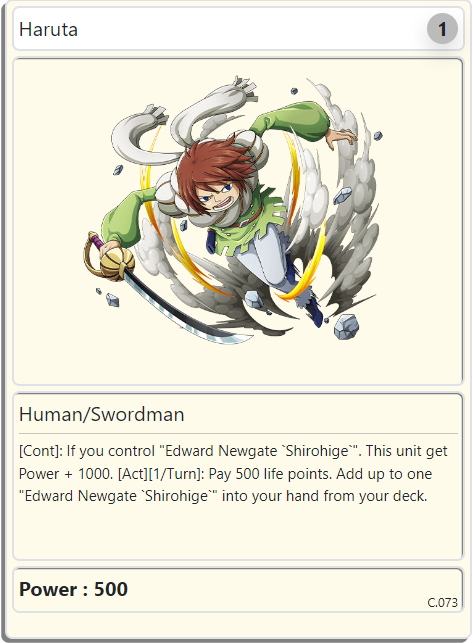 Haruta
1
Human/Swordman
[Cont]: If you control "Edward Newgate `Shirohige`". This unit get
Power + 1000. [Act][1/Turn]: Pay 500 life points. Add up to one
"Edward Newgate `Shirohige`" into your hand from your deck.
Power : 500
C.073